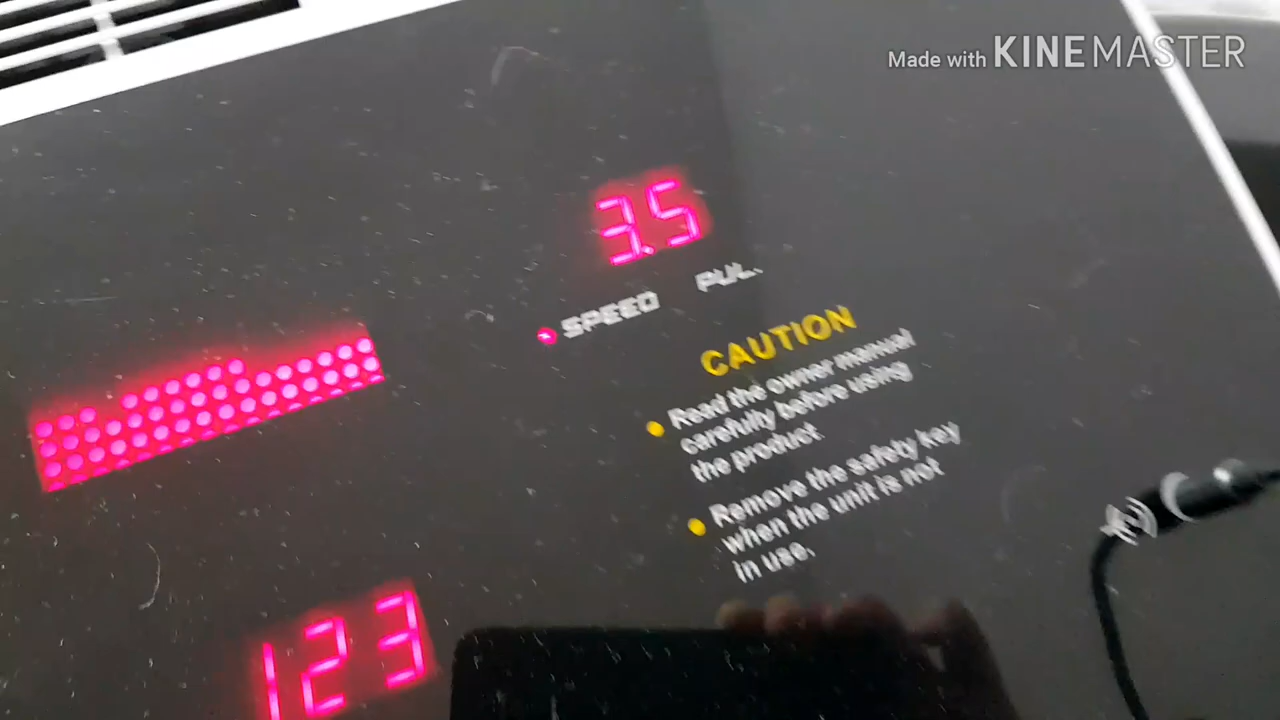 Made with KINEMASTER
3.5
SPEED PUL.
CAUTION
Read the owner manual
carefully before using
the product
Remove the safety key
when the unit is not
in use.
123